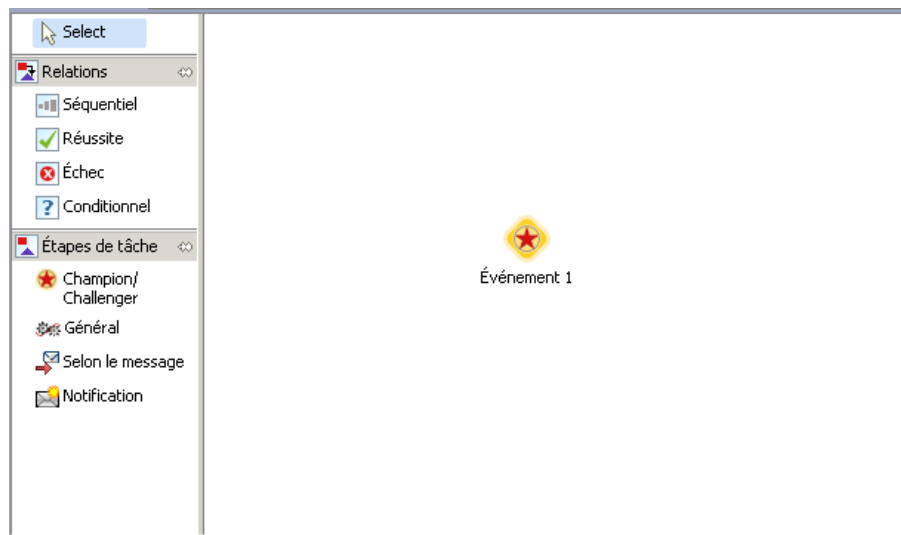 Select
Relations
Séquentiel
Réussite
Échec
Conditionnel
Étapes de tâche
Champion/
Challenger
Général
Selon le message
Notification
Événement 1